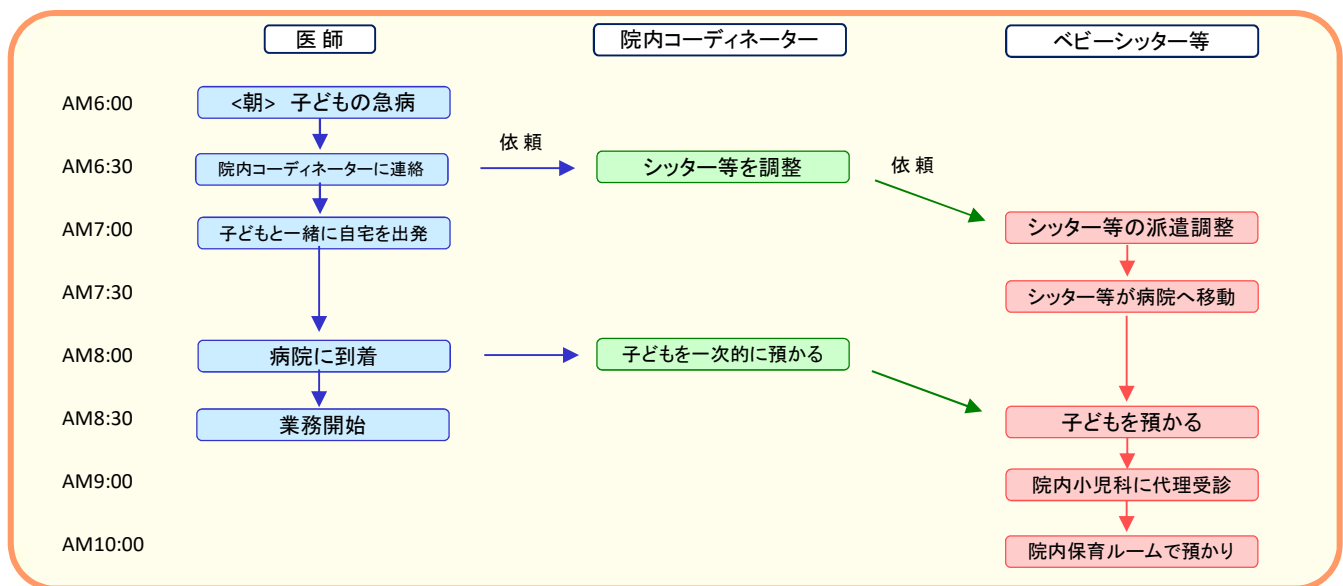 医 師
院内コーディネーター
ベビーシッター等
AM6:00
<朝> 子どもの急病
AM6:30
院内コーディネーターに連絡
依 頼
シッター等を調整
依 頼
AM7:00
子どもと一緒に自宅を出発
シッター等の派遣調整
AM7:30
シッター等が病院へ移動
AM8:00
病院に到着
子どもを一次的に預かる
AM8:30
業務開始
子どもを預かる
AM9:00
院内小児科に代理受診
AM10:00
院内保育ルームで預かり